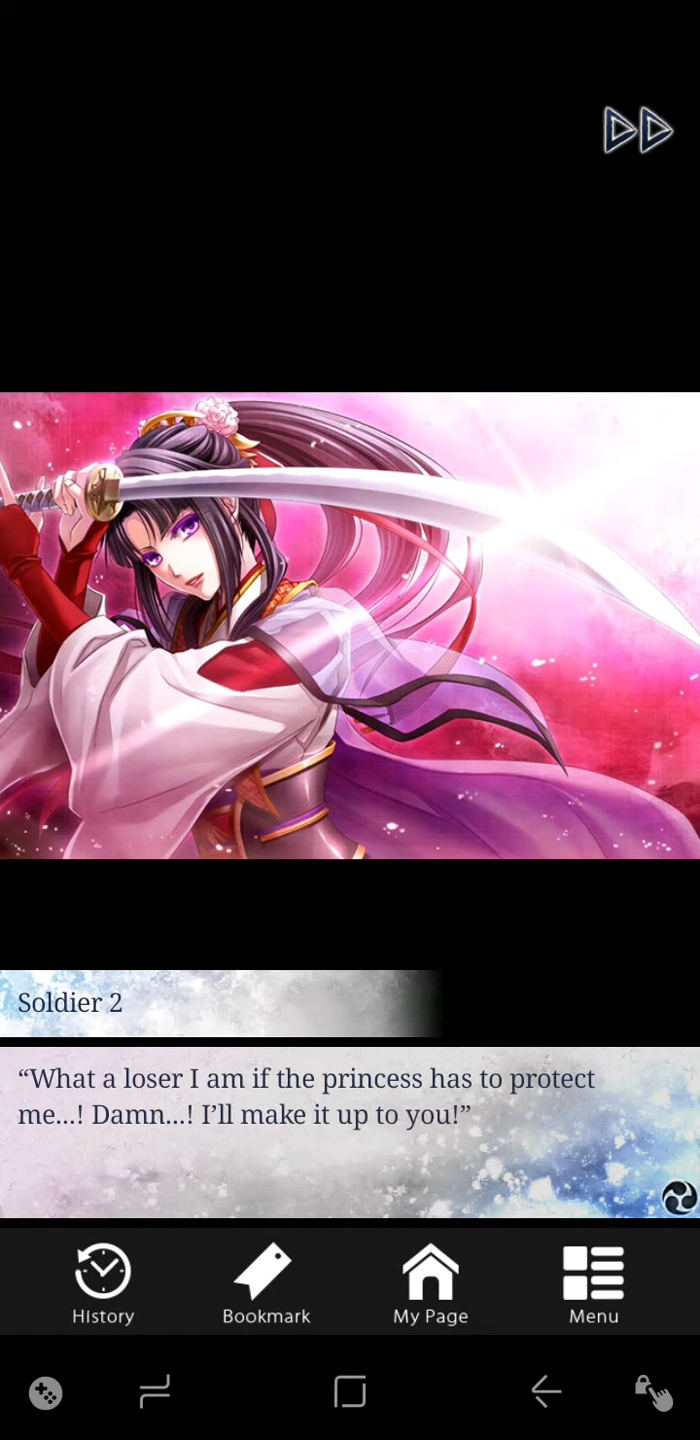 Soldier 2
“What a loser I am if the princess has to protect
me...! Damn...! I’ll make it up to you!”
History
Bookmark
My Page
Menu